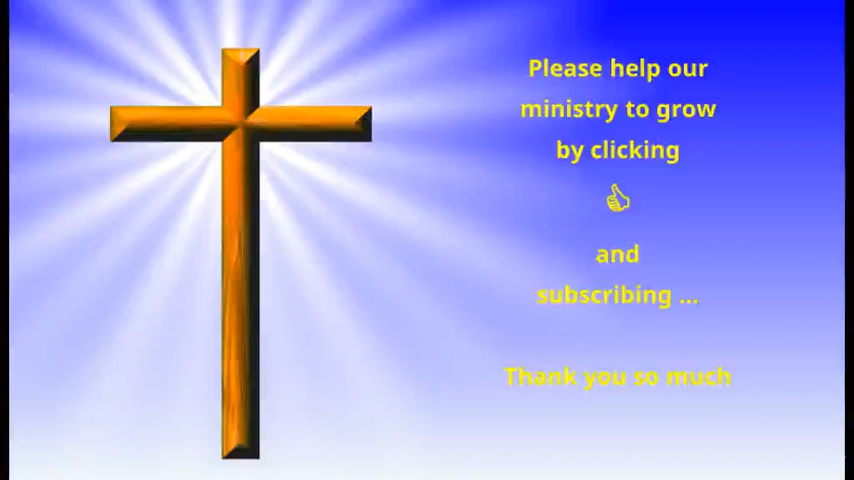 Please help our
ministry to grow
by clicking
👍
and
subscribing ...
Thank you so much